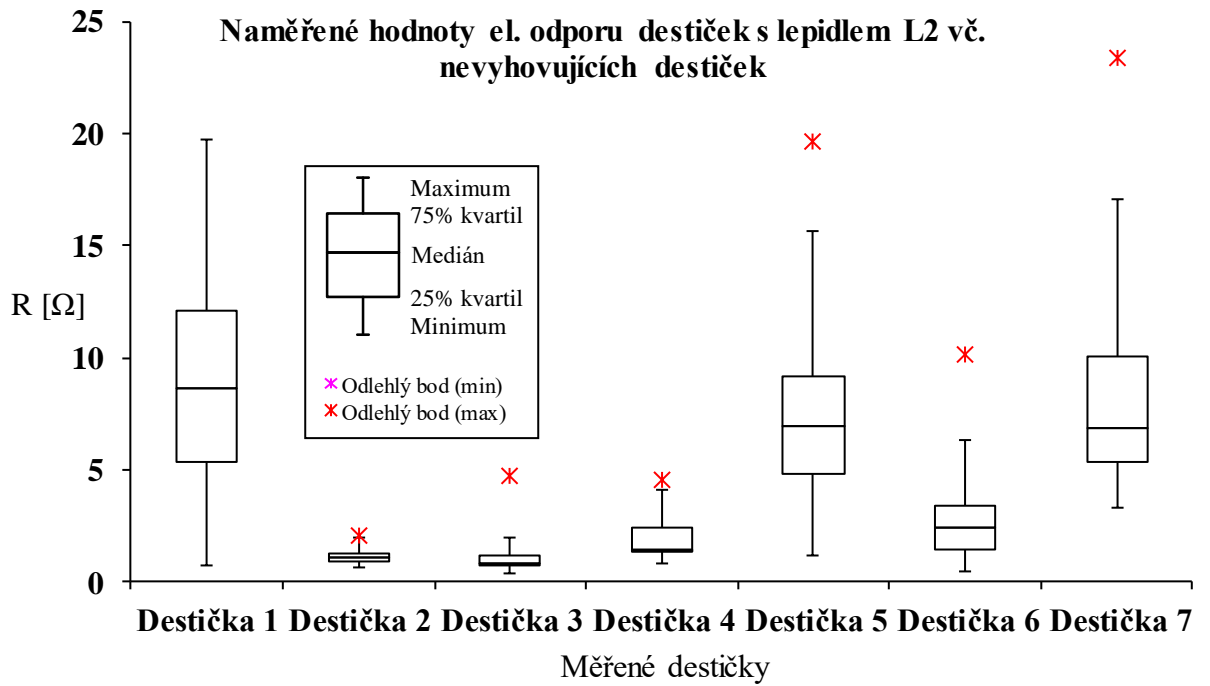 Naměřené hodnoty el. odporu destiček s lepidlem L2 vč.
nevyhovujících destiček
25
20
15
10
5
0
R [Ω]
Maximum
75% kvartil
Medián
25% kvartil
Minimum
Odlehlý bod (min)
Odlehlý bod (max)
Destička 1 Destička 2 Destička 3 Destička 4 Destička 5 Destička 6 Destička 7
Měřené destičky